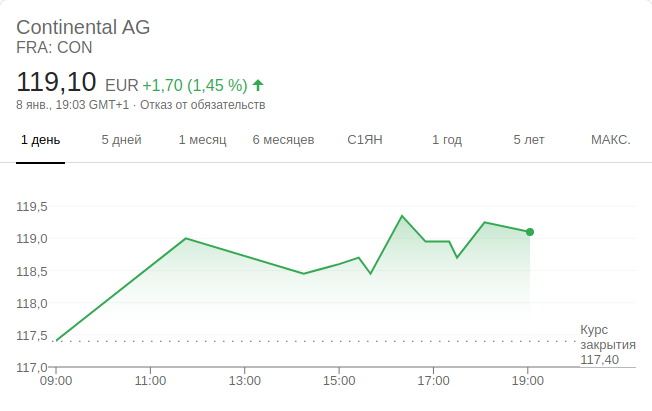 Continental AG
FRA: CON
119,10 EUR +1,70 (1,45 %)
8 янв., 19:03 GMT+1 · Отказ от обязательств
1 день 5 дней 1 месяц 6 месяцев С1ЯН 1 год 5 лет МАКС.
119,5
119,0
118,5
118,0
117,5
117,0
Курс
закрытия
117,40
09:00 11:00 13:00 15:00 17:00 19:00